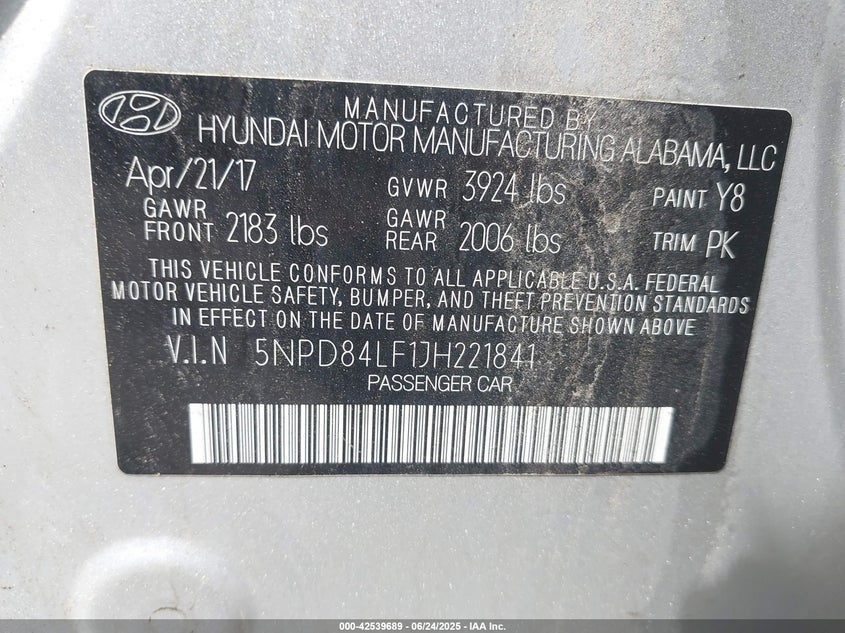 MANUFACTURED BY
HYUNDAI MOTOR MANUFACTURING ALABAMA, LLC
Apr/21/17 GVWR 3924 lbs PAINT Y8
GAWR FRONT 2183 lbs GAWR REAR 2006 lbs TRIM PK
THIS VEHICLE CONFORMS TO ALL APPLICABLE U.S.A. FEDERAL
MOTOR VEHICLE SAFETY, BUMPER, AND THEFT PREVENTION STANDARDS
IN EFFECT ON THE DATE OF MANUFACTURE SHOWN ABOVE
V.I.N 5NPD84LF1JH221841
PASSENGER CAR
000-42539689 - 06/24/2025 - IAA Inc.